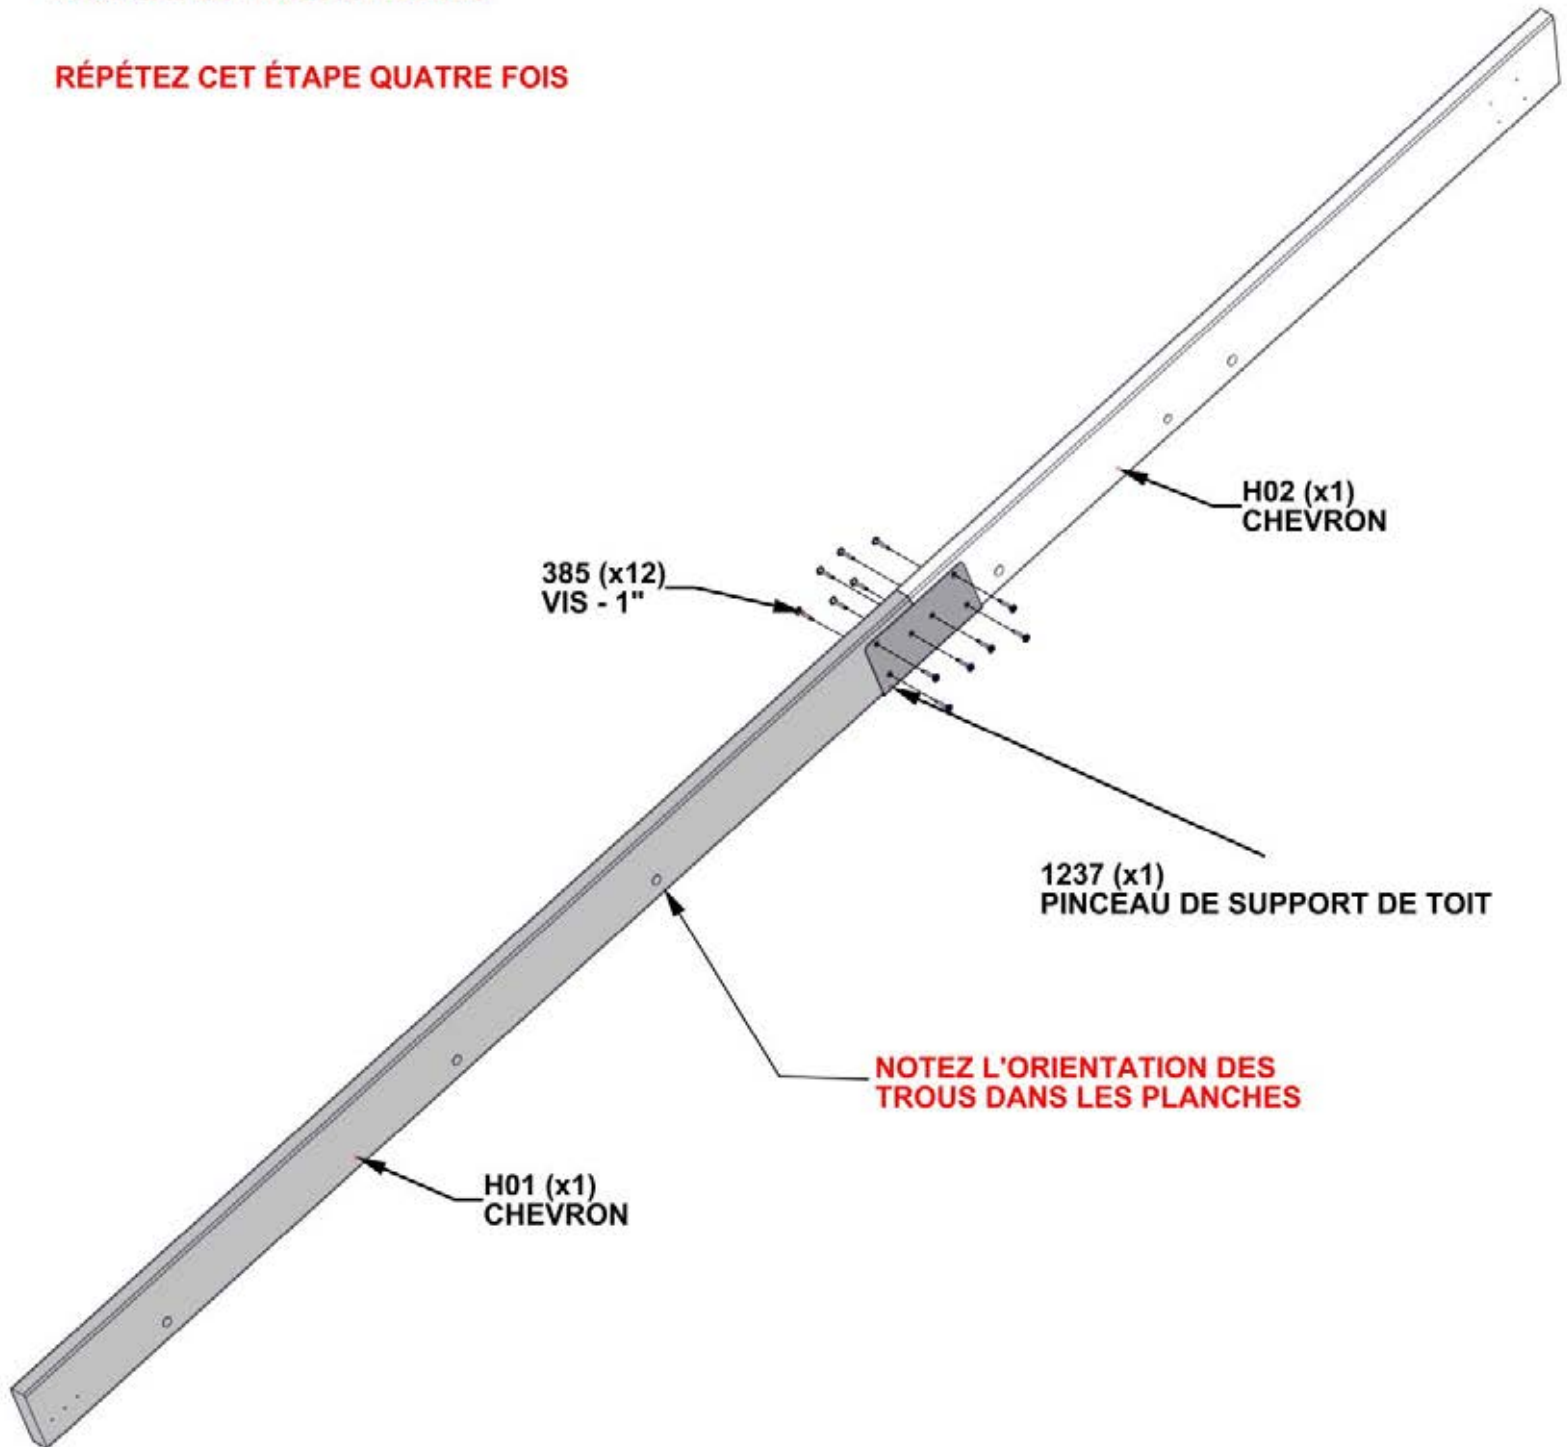 RÉPÉTEZ CET ÉTAPE QUATRE FOIS
H02 (x1)
CHEVRON
385 (x12)
VIS - 1"
1237 (x1)
PINCEAU DE SUPPORT DE TOIT
NOTEZ L'ORIENTATION DES
TROUS DANS LES PLANCHES
H01 (x1)
CHEVRON